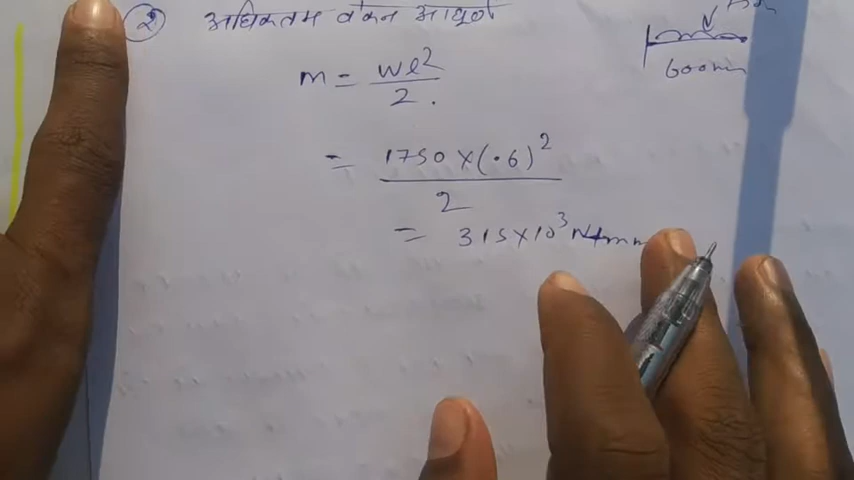 ② अधिकतम वंकन आघूर्ण
m = wl²/2.
= 1750 x (.6)²/2
= 315 x 10³ N-mm
600mm